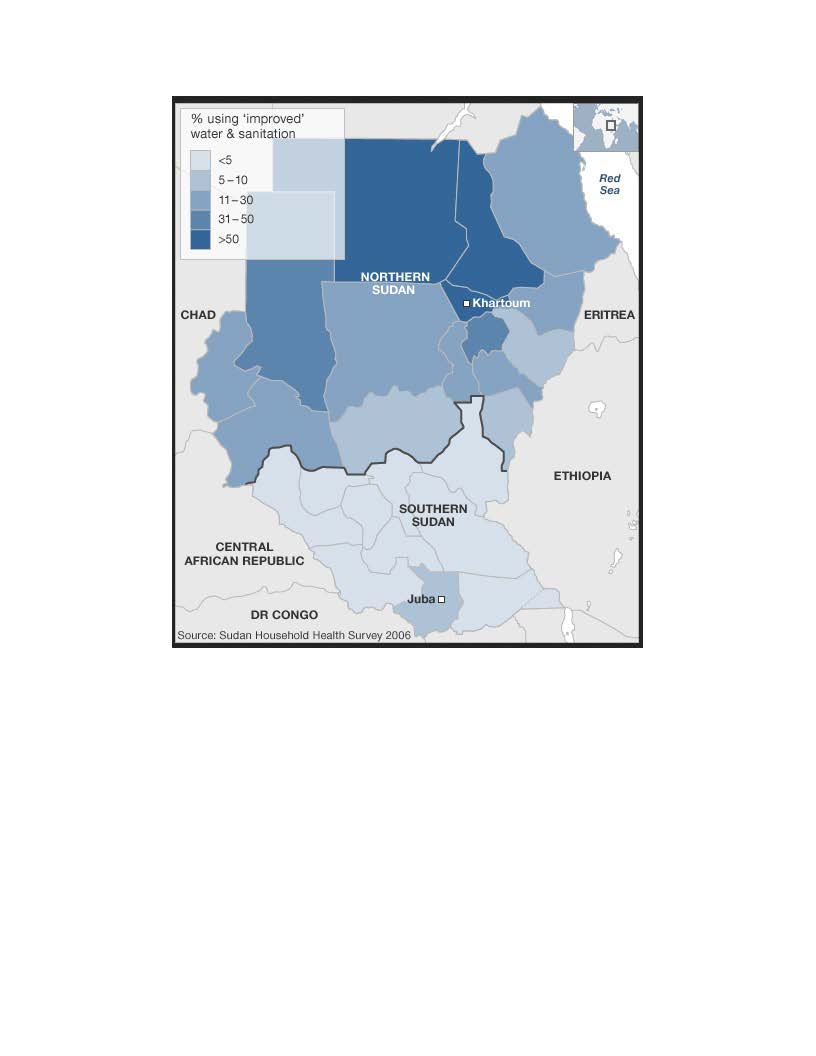 % using ‘improved’
water & sanitation
<5
5–10
11–30
31–50
>50
Red
Sea
NORTHERN
SUDAN
Khartoum
CHAD
ERITREA
ETHIOPIA
SOUTHERN
SUDAN
CENTRAL
AFRICAN REPUBLIC
Juba
DR CONGO
Source: Sudan Household Health Survey 2006